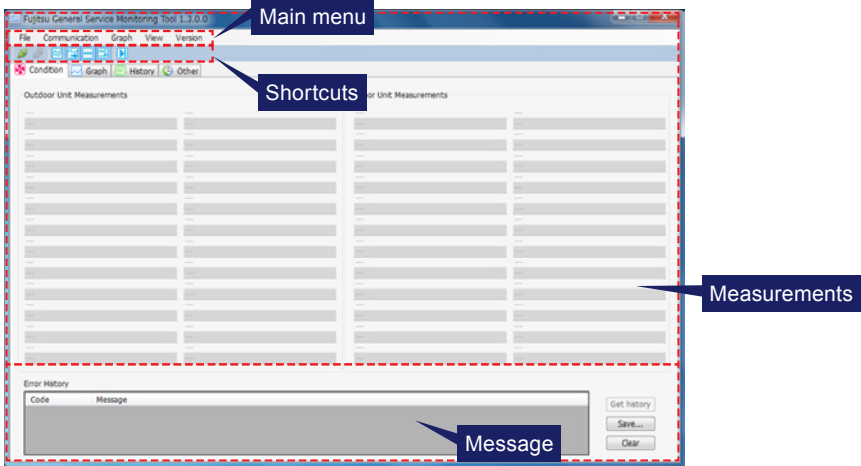 Fujitsu General Service Monitoring Tool 1.3.0.0
Main menu
File Communication Graph View Version
Condition Graph History Other
Shortcuts
Outdoor Unit Measurements
or Unit Measurements
Measurements
Error History
Code Message
Get history
Save...
Clear
Message